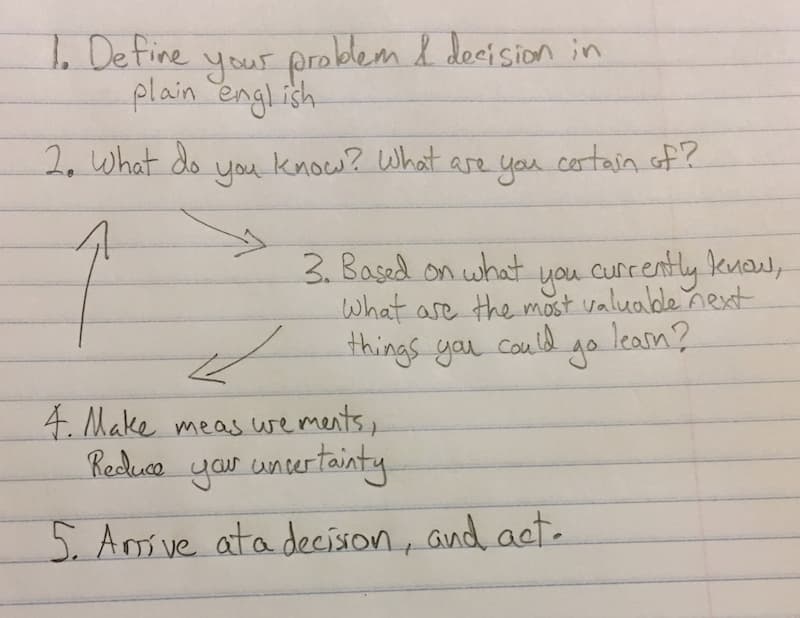 1. Define your problem & decision in
plain english
2. What do you know? What are you certain of?
3. Based on what you currently know,
What are the most valuable next
things you could go learn?
4. Make measurements,
Reduce your uncertainty
5. Arrive at a decision, and act.